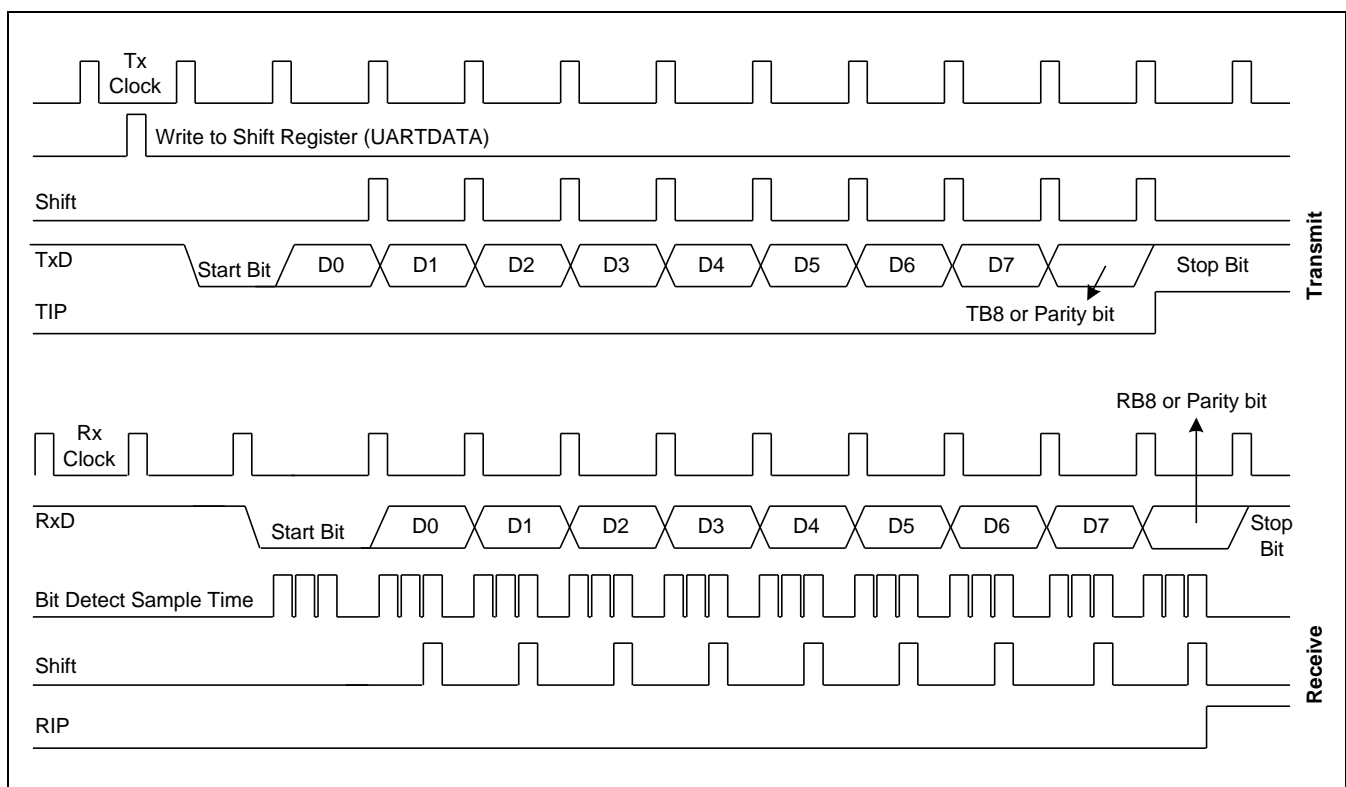 Tx
Clock
Write to Shift Register (UARTDATA)
Shift
TxD
Start Bit
D0
D1
D2
D3
D4
D5
D6
D7
Stop Bit
TIP
TB8 or Parity bit
Transmit
RB8 or Parity bit
Rx
Clock
RxD
Start Bit
D0
D1
D2
D3
D4
D5
D6
D7
Stop
Bit
Bit Detect Sample Time
Shift
RIP
Receive